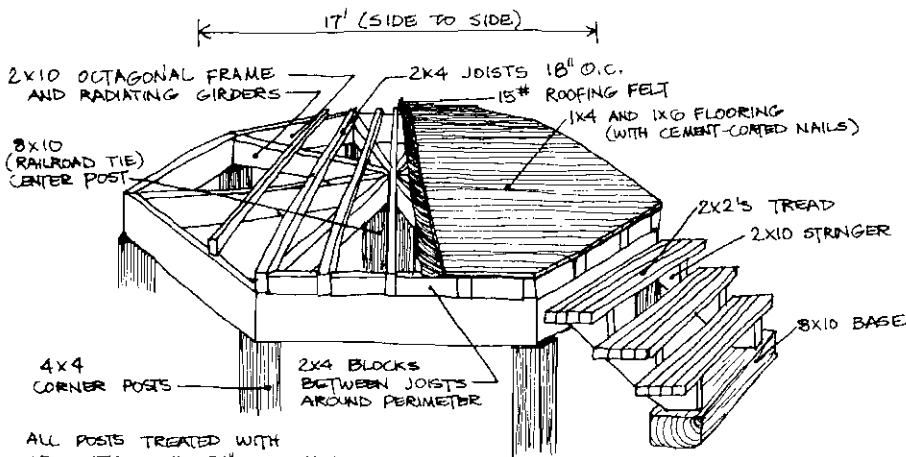 17' (SIDE TO SIDE)
2X10 OCTAGONAL FRAME
AND RADIATING GIRDERS
2X4 JOISTS 18" O.C.
15# ROOFING FELT
1X4 AND 1X6 FLOORING
(WITH CEMENT-COATED NAILS)
8X10
(RAILROAD TIE)
CENTER POST
2X2'S TREAD
2X10 STRINGER
8X10 BASE
4X4
CORNER POSTS
2X4 BLOCKS
BETWEEN JOISTS
AROUND PERIMETER
ALL POSTS TREATED WITH